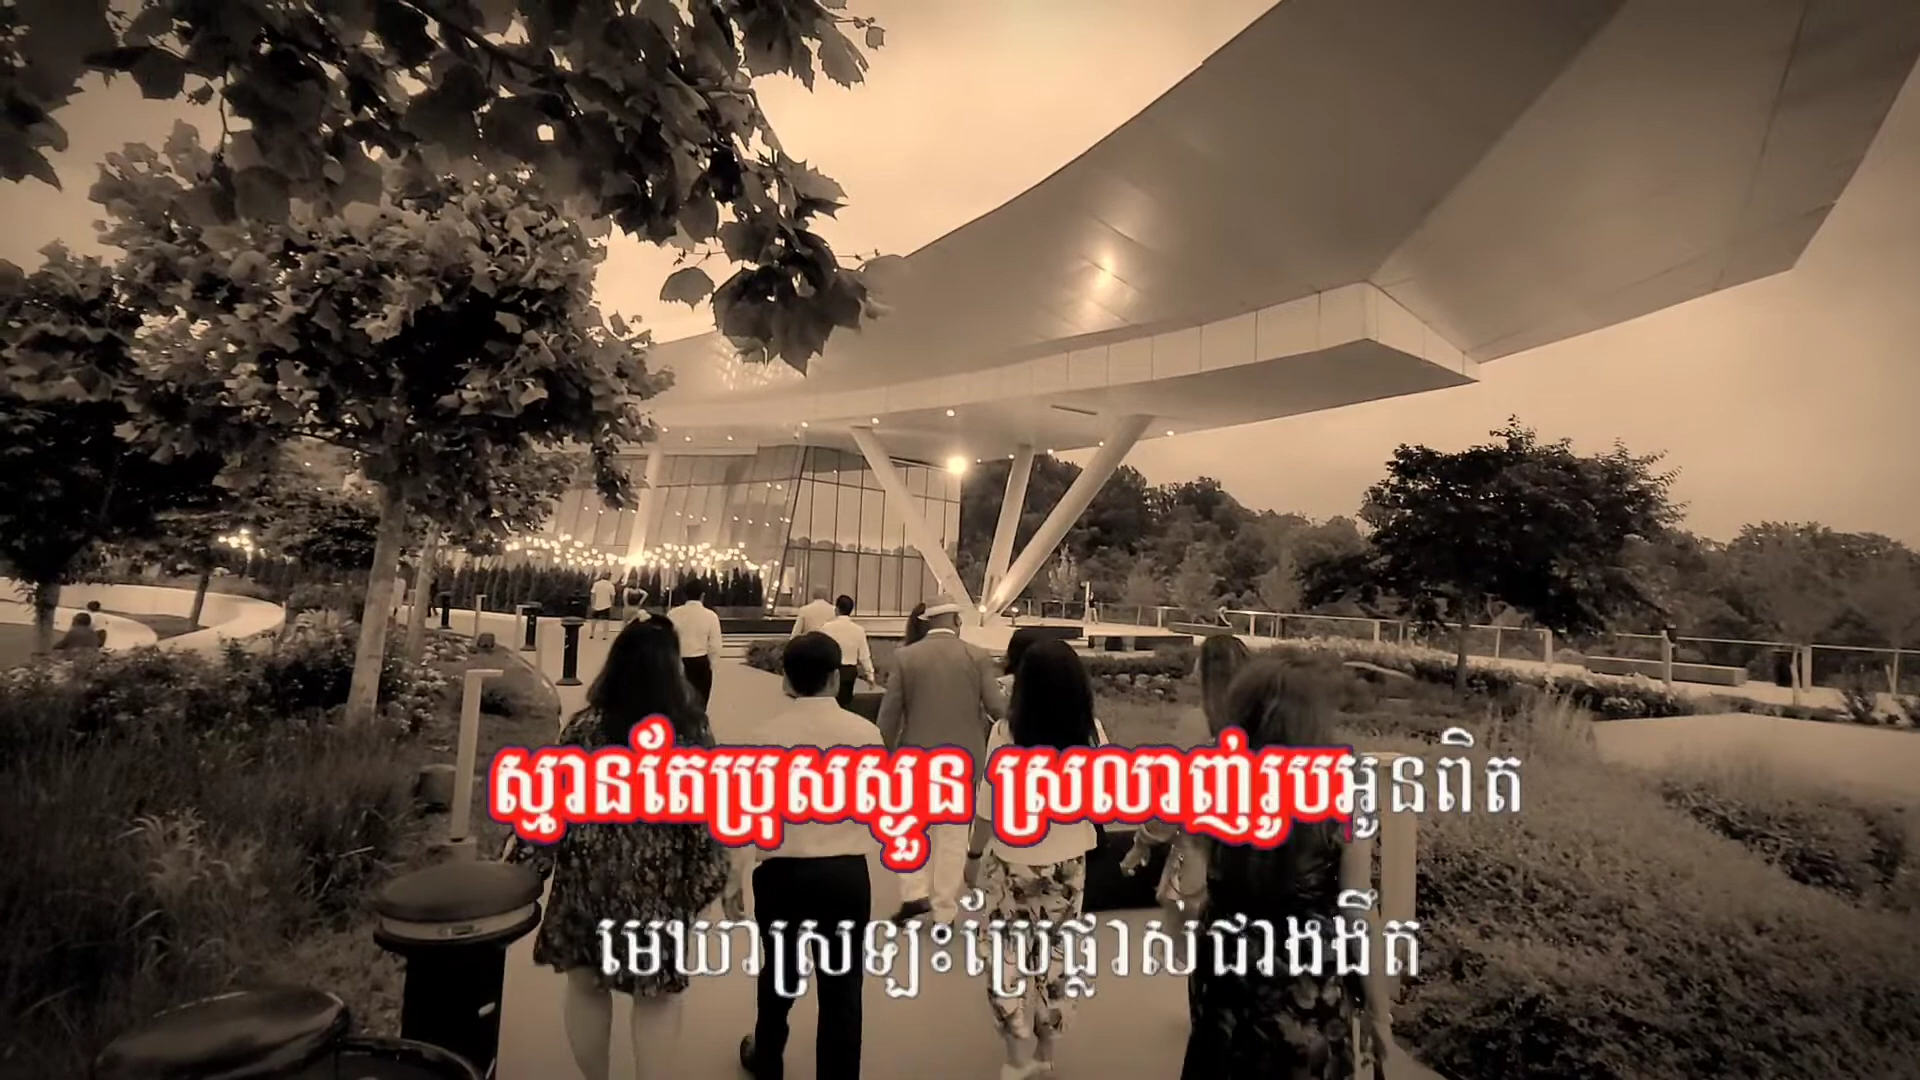 ស្មានតែប្រុសស្ងួន ស្រលាញ់រូបអូនពិត
មេឃាស្រឡះប្រែផ្លាស់ជាងងឹត